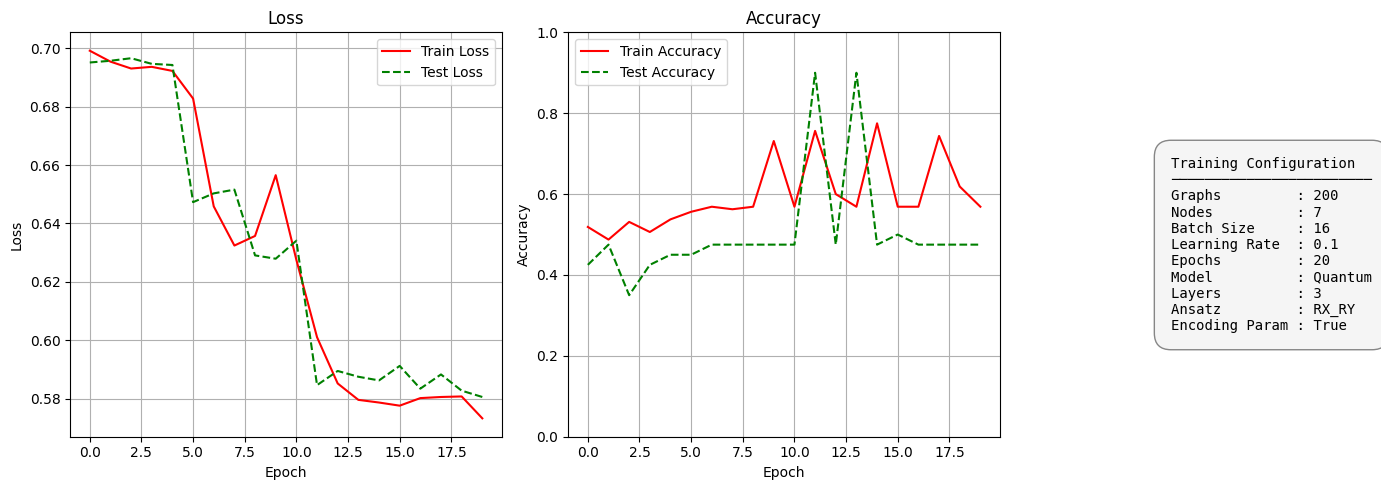 Loss
0.70
0.68
0.66
0.64
0.62
0.60
0.58
Loss
Train Loss
Test Loss
0.0 2.5 5.0 7.5 10.0 12.5 15.0 17.5
Epoch
Accuracy
1.0
0.8
0.6
0.4
0.2
0.0
Accuracy
Train Accuracy
Test Accuracy
0.0 2.5 5.0 7.5 10.0 12.5 15.0 17.5
Epoch
Training Configuration
Graphs : 200
Nodes : 7
Batch Size : 16
Learning Rate : 0.1
Epochs : 20
Model : Quantum
Layers : 3
Ansatz : RX_RY
Encoding Param : True